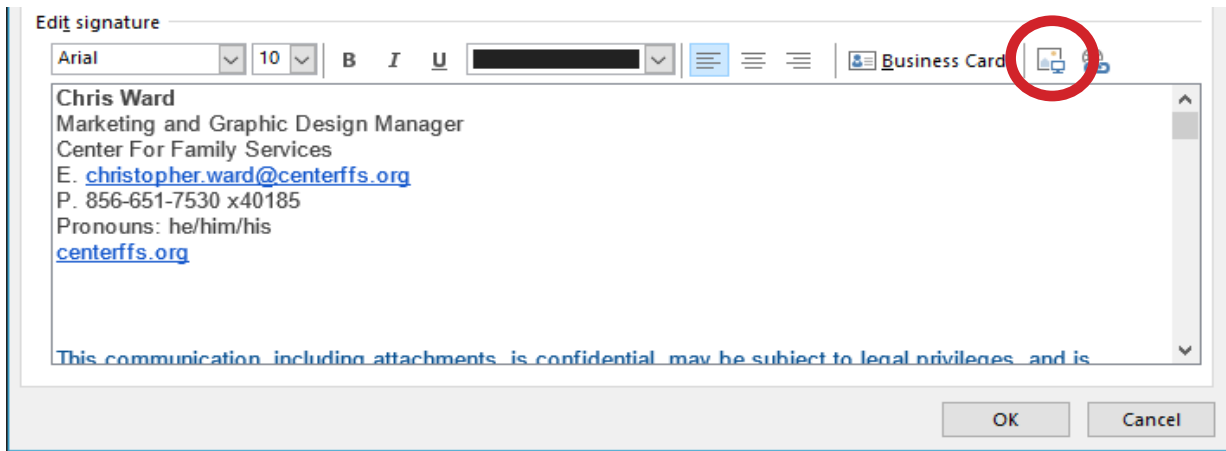 Edit signature
Arial 10 B I U Business Card
Chris Ward
Marketing and Graphic Design Manager
Center For Family Services
E. christopher.ward@centerffs.org
P. 856-651-7530 x40185
Pronouns: he/him/his
centerffs.org
This communication, including attachments, is confidential, may be subject to legal privileges, and is
OK Cancel